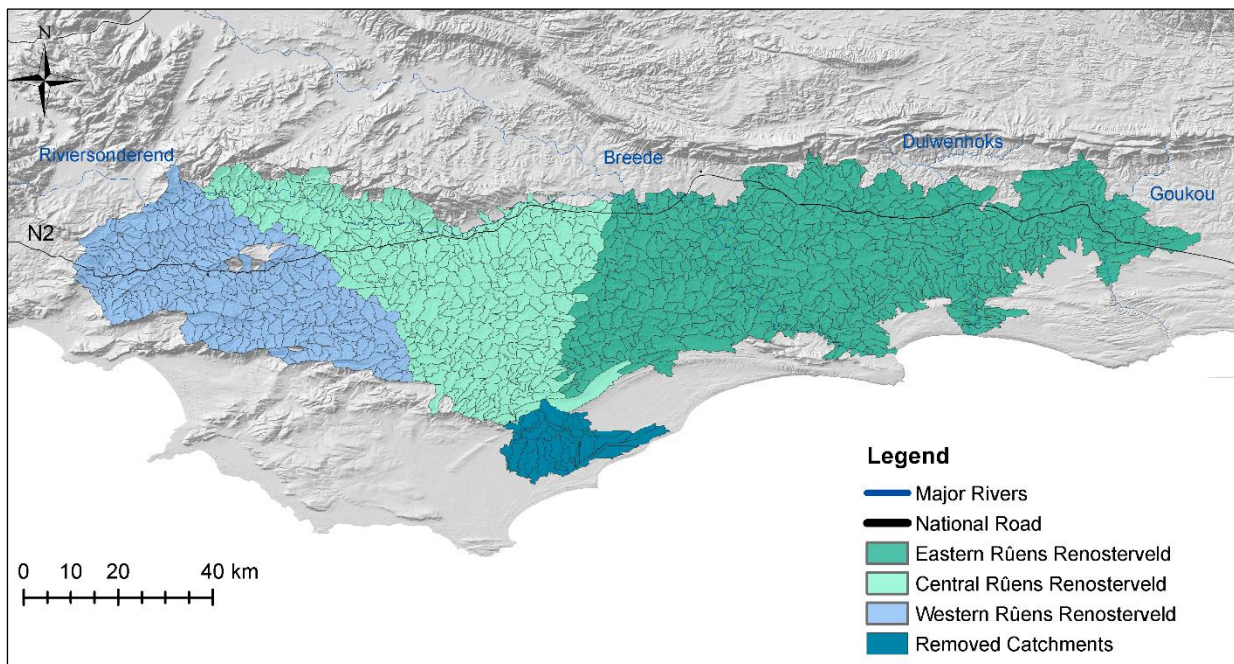 N
Riviersonderend
Breede
Duiwenhoks
Goukou
N2
Legend
Major Rivers
National Road
Eastern Rûens Renosterveld
Central Rûens Renosterveld
Western Rûens Renosterveld
Removed Catchments
0 10 20 40 km